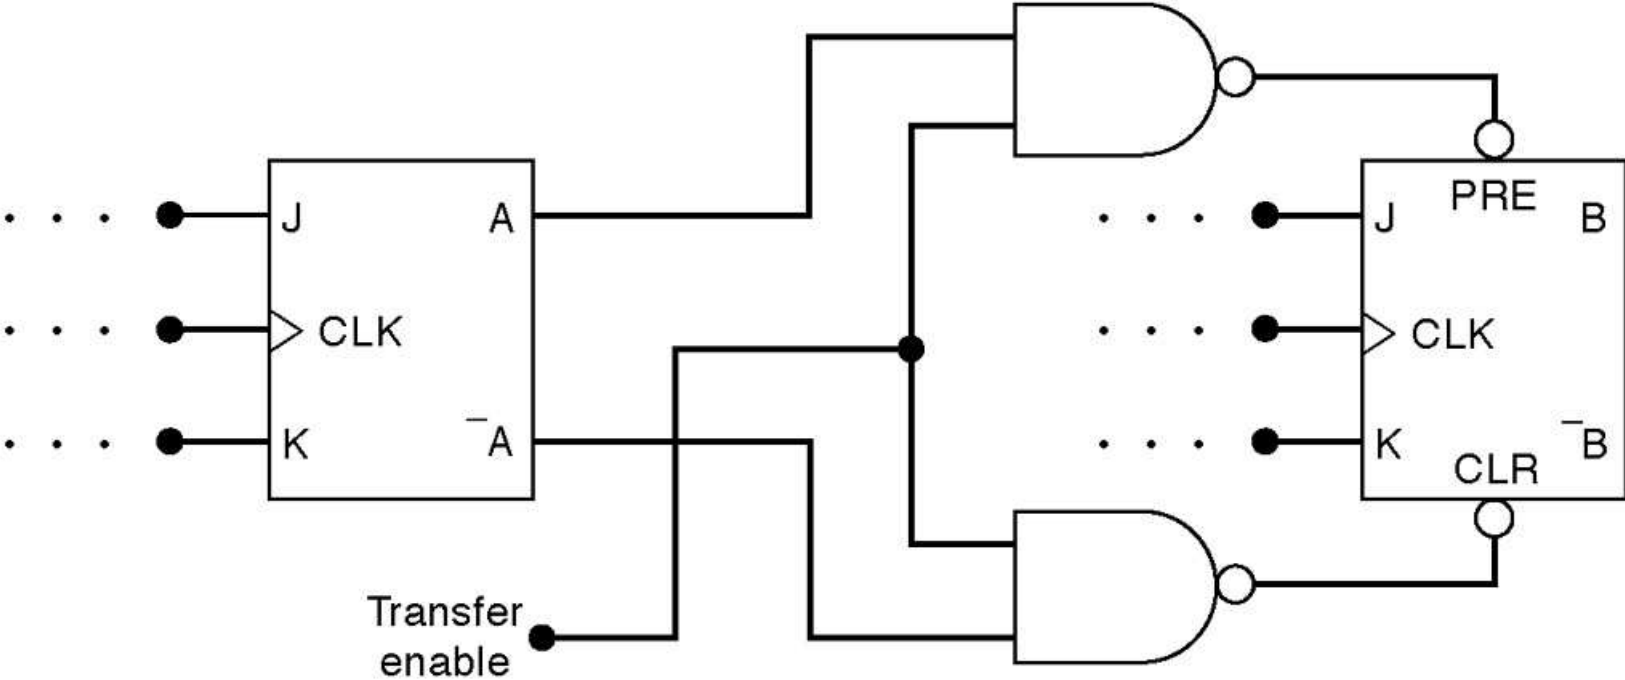 PRE
J A J B
CLK CLK
K A̅ K B̅
CLR
Transfer
enable